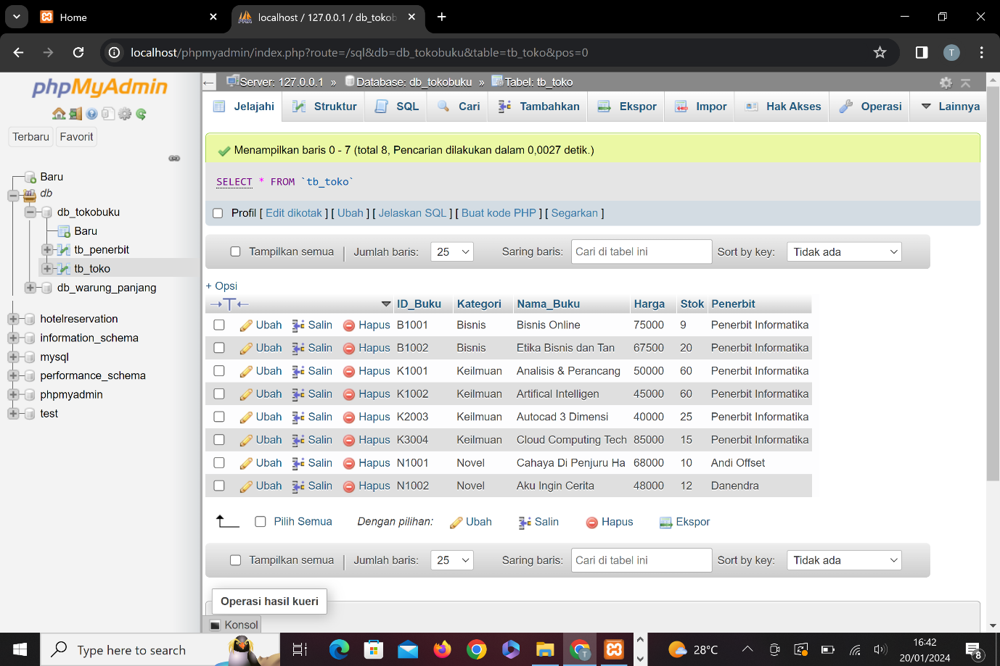 Home
localhost / 127.0.0.1 / db_tokob
localhost/phpmyadmin/index.php?route=/sql&db=db_tokobuku&table=tb_toko&pos=0
T
phpMyAdmin
Terbaru Favorit
Baru
db
db_tokobuku
Baru
tb_penerbit
tb_toko
db_warung_panjang
hotelreservation
information_schema
mysql
performance_schema
phpmyadmin
test
Server: 127.0.0.1 » Database: db_tokobuku » Tabel: tb_toko
Jelajahi Struktur SQL Cari Tambahkan Ekspor Impor Hak Akses Operasi Lainnya
Menampilkan baris 0 - 7 (total 8, Pencarian dilakukan dalam 0,0027 detik.)
SELECT * FROM `tb_toko`
Profil [ Edit dikotak ] [ Ubah ] [ Jelaskan SQL ] [ Buat kode PHP ] [ Segarkan ]
Tampilkan semua | Jumlah baris: 25 Saring baris: Cari di tabel ini Sort by key: Tidak ada
+ Opsi
←T→ ID_Buku Kategori Nama_Buku Harga Stok Penerbit
Ubah Salin Hapus B1001 Bisnis Bisnis Online 75000 9 Penerbit Informatika
Ubah Salin Hapus B1002 Bisnis Etika Bisnis dan Tan 67500 20 Penerbit Informatika
Ubah Salin Hapus K1001 Keilmuan Analisis & Perancang 50000 60 Penerbit Informatika
Ubah Salin Hapus K1002 Keilmuan Artifical Intelligen 45000 60 Penerbit Informatika
Ubah Salin Hapus K2003 Keilmuan Autocad 3 Dimensi 40000 25 Penerbit Informatika
Ubah Salin Hapus K3004 Keilmuan Cloud Computing Tech 85000 15 Penerbit Informatika
Ubah Salin Hapus N1001 Novel Cahaya Di Penjuru Ha 68000 10 Andi Offset
Ubah Salin Hapus N1002 Novel Aku Ingin Cerita 48000 12 Danendra
Pilih Semua Dengan pilihan: Ubah Salin Hapus Ekspor
Tampilkan semua | Jumlah baris: 25 Saring baris: Cari di tabel ini Sort by key: Tidak ada
Operasi hasil kueri
Konsol
Type here to search
T
28°C
16:42
20/01/2024
8